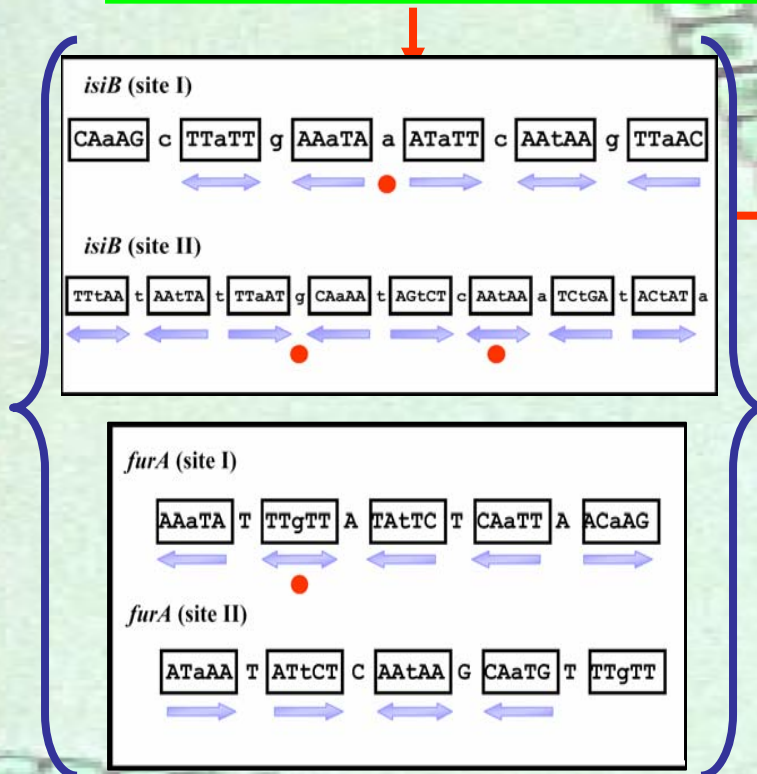 isiB (site I)
CAaAG c TTaTT g AAaTA a ATaTT c AAtAA g TTaAC
isiB (site II)
TTtAA t AAtTA t TTaAT g CAaAA t AGtCT c AAtAA a TCtGA t ACtAT a
furA (site I)
AAaTA T TTgTT A TAtTC T CAaTT A ACaAG
furA (site II)
ATaAA T ATtCT C AAtAA G CAaTG T TTgTT